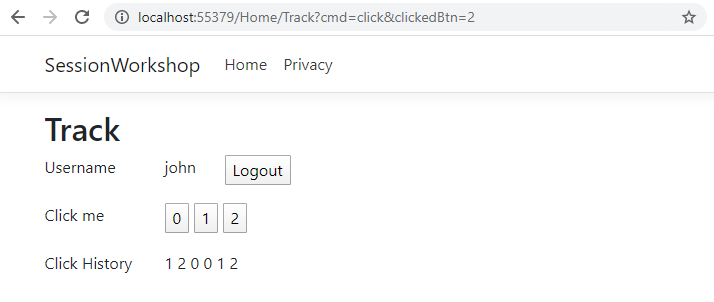 localhost:55379/Home/Track?cmd=click&clickedBtn=2
SessionWorkshop Home Privacy
Track
Username john Logout
Click me 0 1 2
Click History 1 2 0 0 1 2